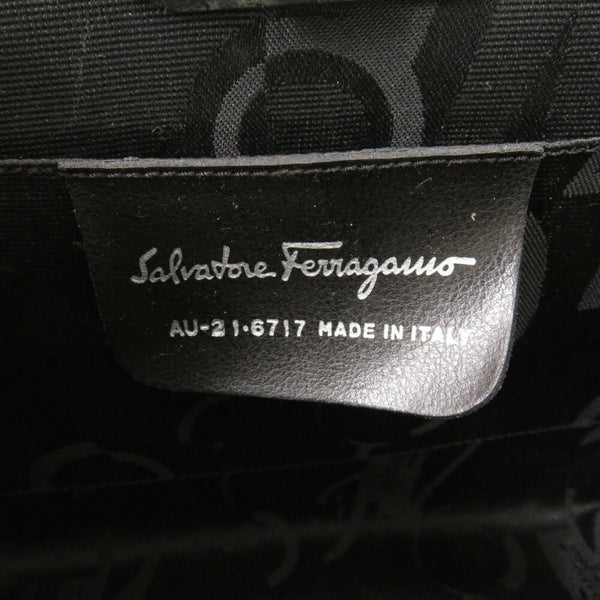 Salvatore Ferragamo
AU-21·6717 MADE IN ITALY